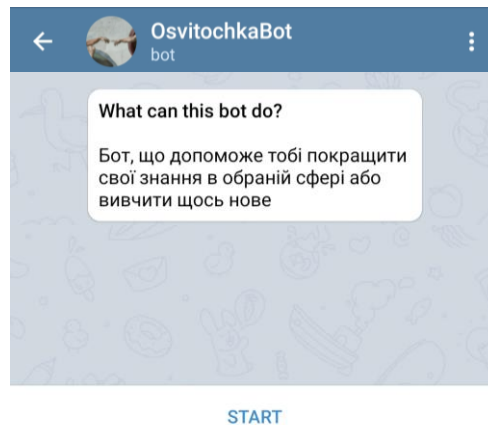 OsvitochkaBot
bot
What can this bot do?
Бот, що допоможе тобі покращити
свої знання в обраній сфері або
вивчити щось нове
START